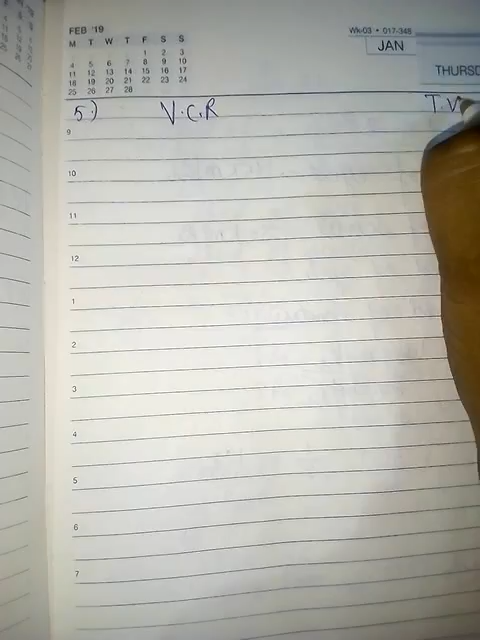 FEB '19
M T W T F S S
1 2 3
4 5 6 7 8 9 10
11 12 13 14 15 16 17
18 19 20 21 22 23 24
25 26 27 28
Wk-03 • 017-348
JAN
THURSD
5.) V.C.R T.V
9
10
11
12
1
2
3
4
5
6
7